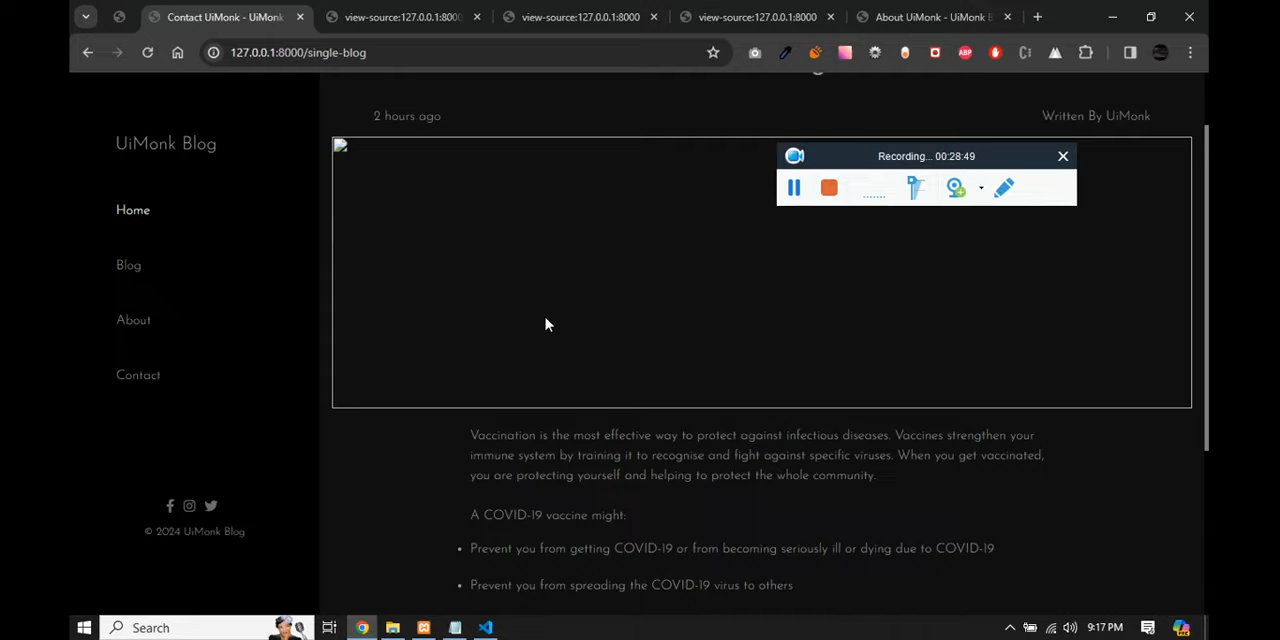 Contact UiMonk - UiMonk
view-source:127.0.0.1:8000
view-source:127.0.0.1:8000
view-source:127.0.0.1:8000
About UiMonk - UiMonk B
127.0.0.1:8000/single-blog
ABP
2 hours ago
Written By UiMonk
UiMonk Blog
Recording... 00:28:49
Home
Blog
About
Contact
Vaccination is the most effective way to protect against infectious diseases. Vaccines strengthen your
immune system by training it to recognise and fight against specific viruses. When you get vaccinated,
you are protecting yourself and helping to protect the whole community.
A COVID-19 vaccine might:
• Prevent you from getting COVID-19 or from becoming seriously ill or dying due to COVID-19
• Prevent you from spreading the COVID-19 virus to others
© 2024 UiMonk Blog
Search
9:17 PM